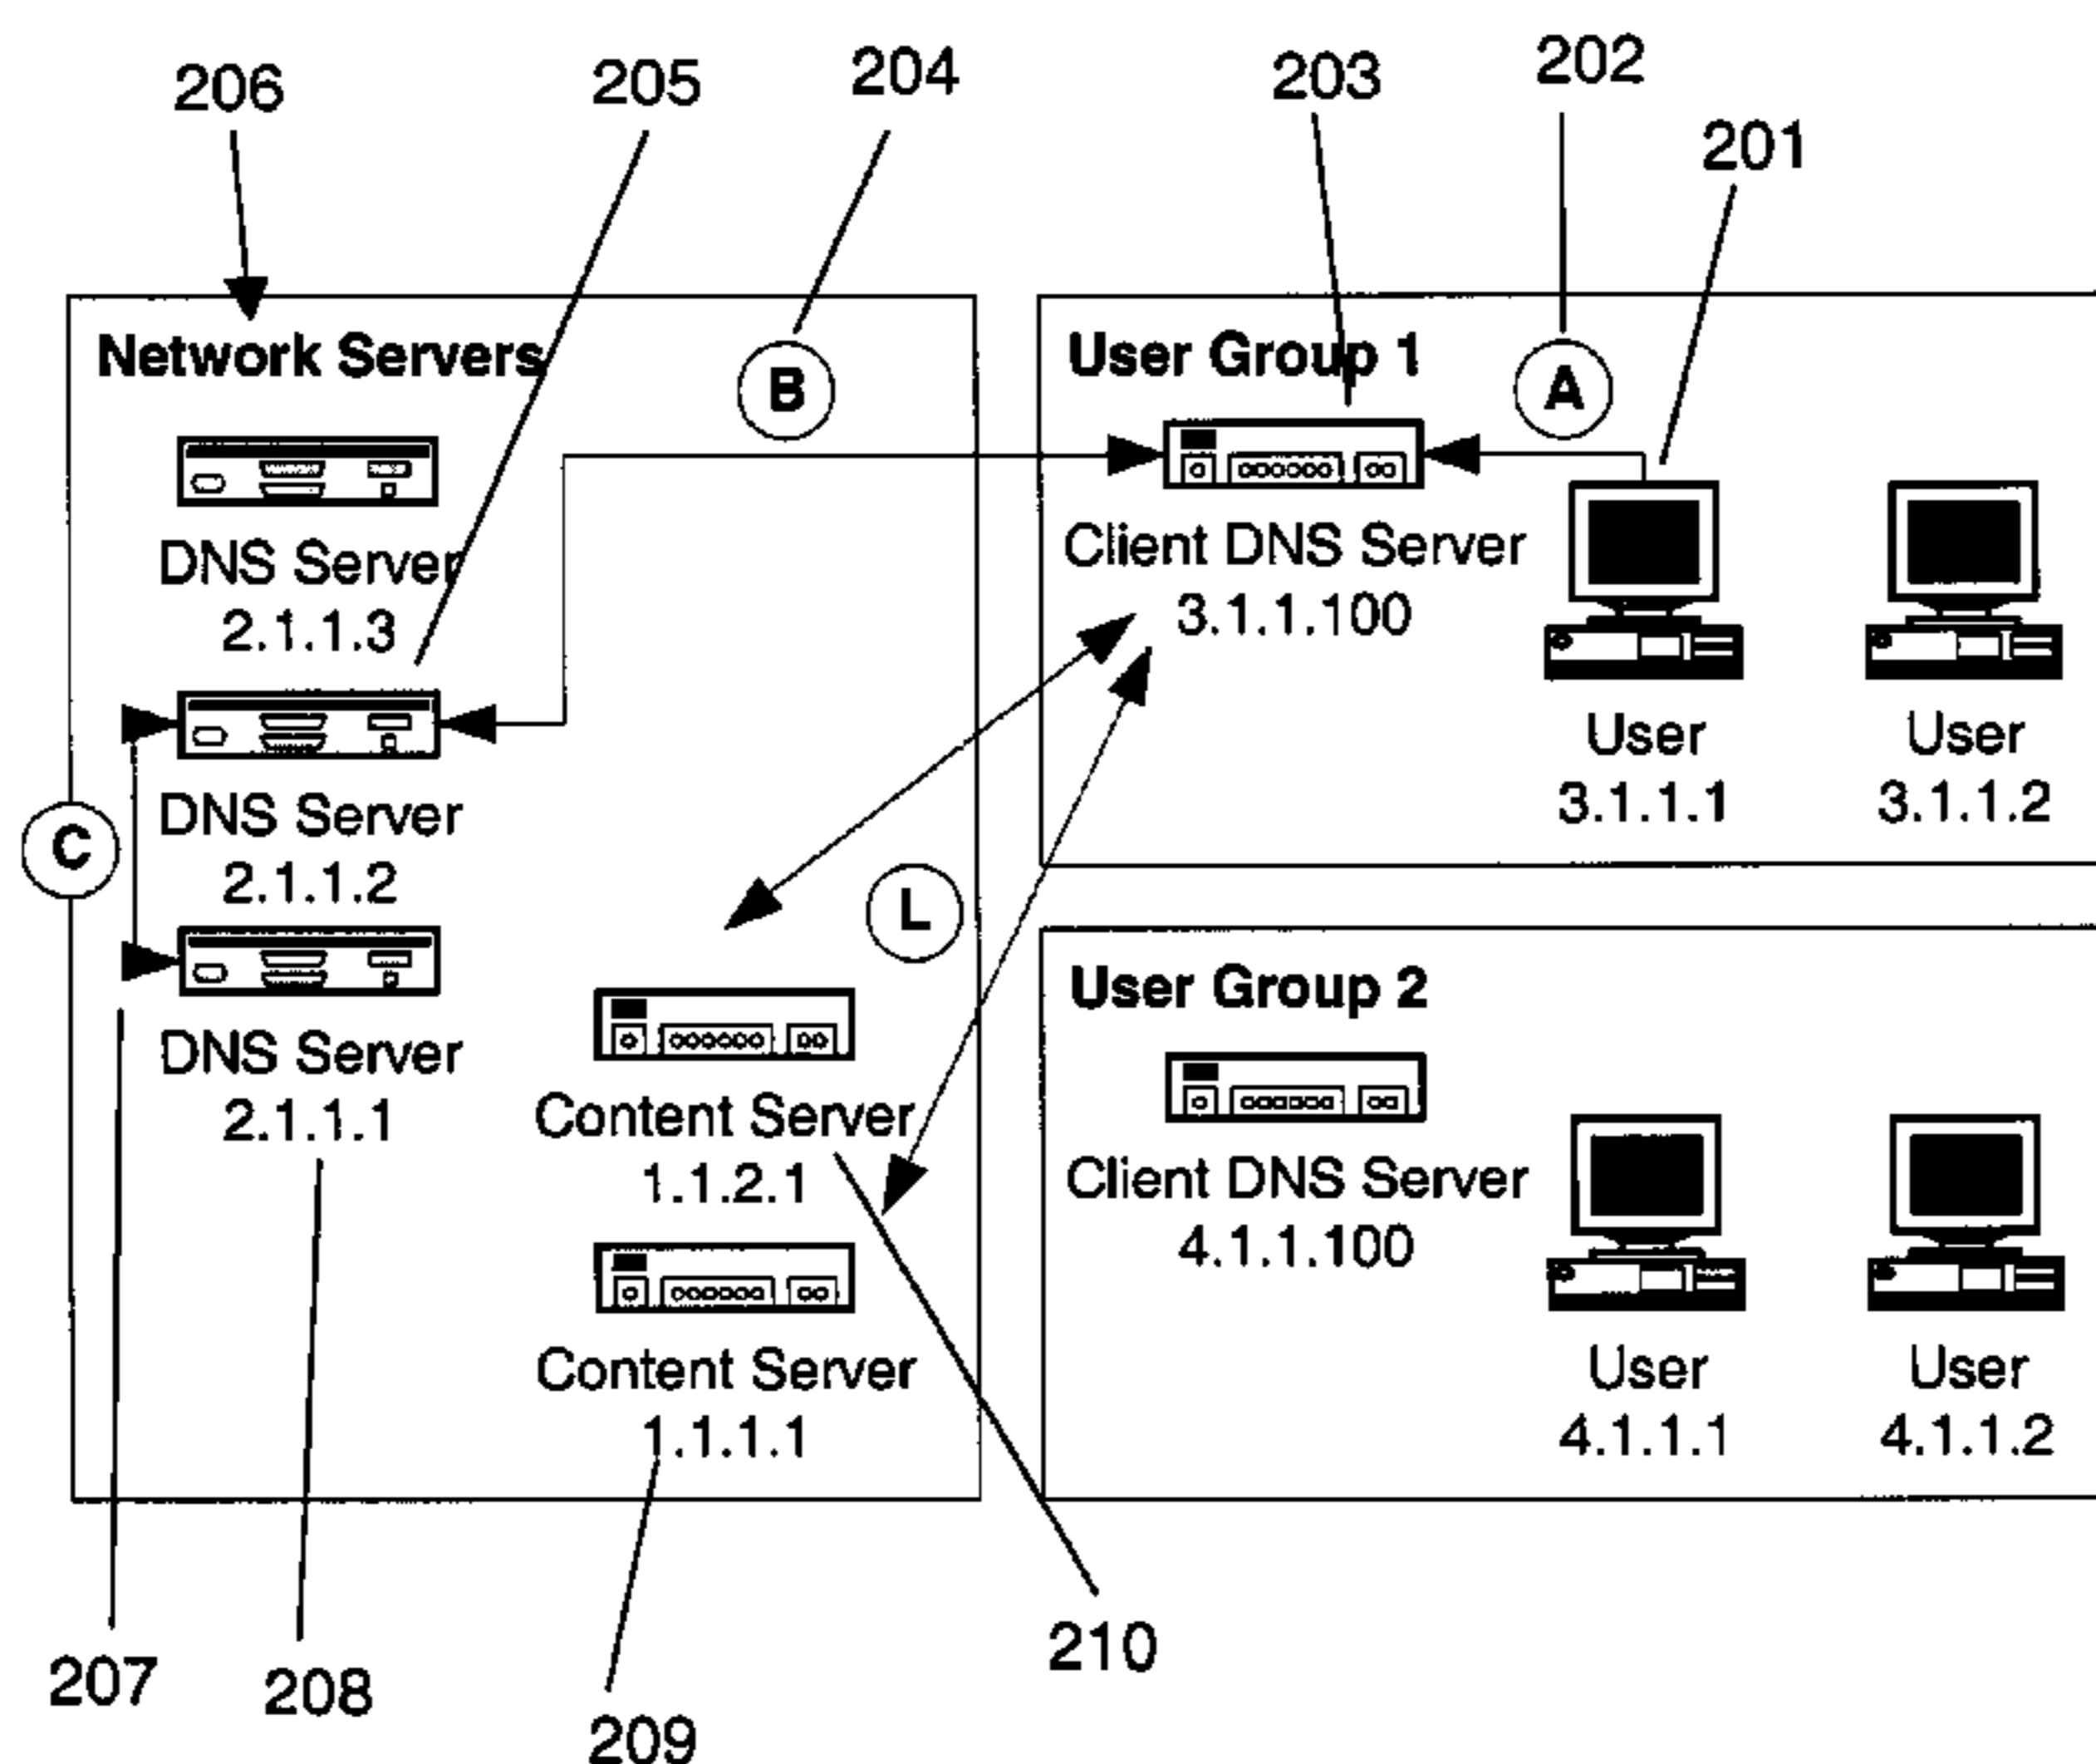 206
205
204
203
202
201
Network Servers
B
DNS Server
2.1.1.3
DNS Server
2.1.1.2
C
DNS Server
2.1.1.1
L
Content Server
1.1.2.1
Content Server
1.1.1.1
User Group 1
A
Client DNS Server
3.1.1.100
User
3.1.1.1
User
3.1.1.2
User Group 2
Client DNS Server
4.1.1.100
User
4.1.1.1
User
4.1.1.2
207
208
209
210